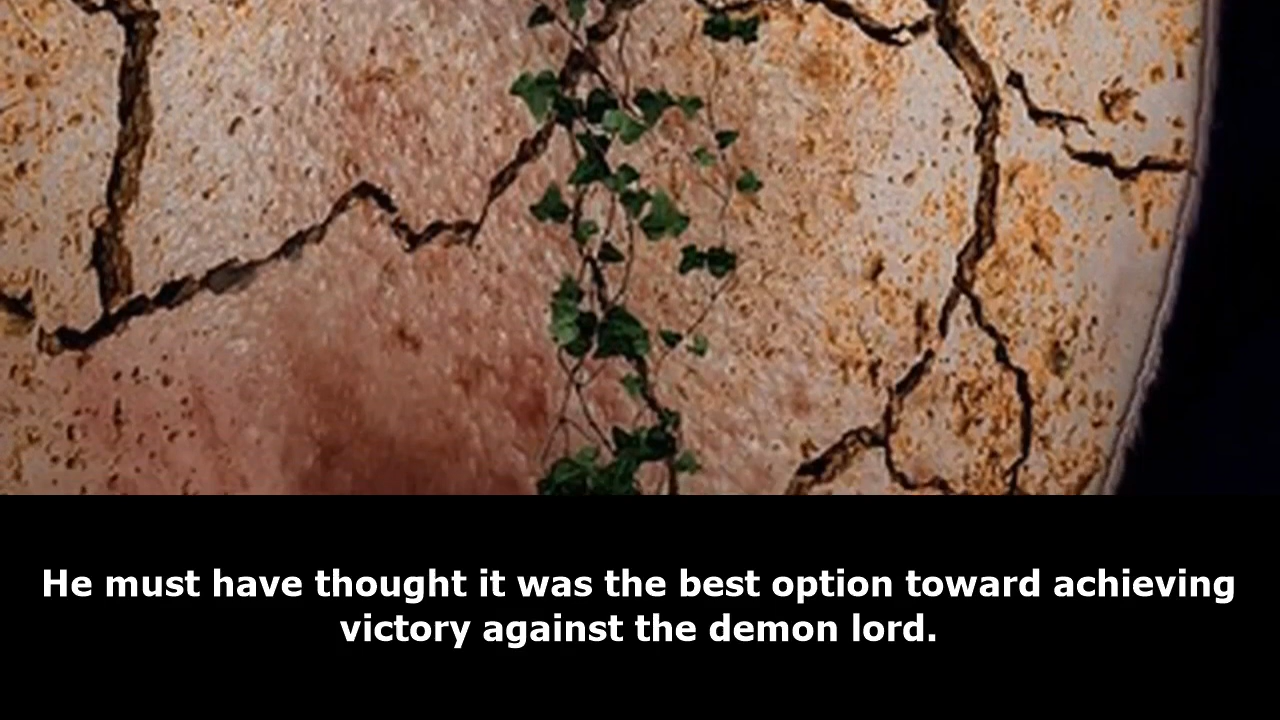 He must have thought it was the best option toward achieving
victory against the demon lord.